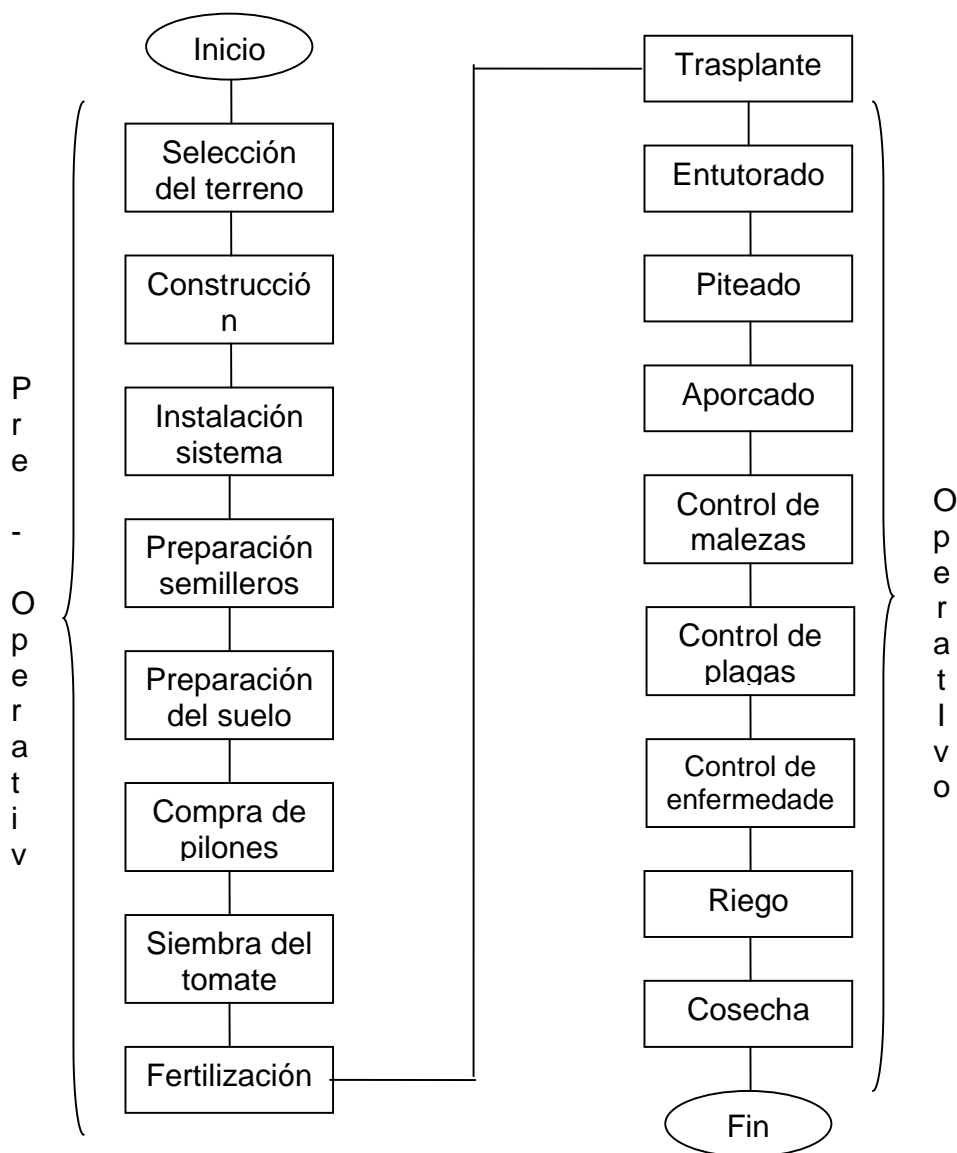 Inicio
Selección
del terreno
Construcció
n
Instalación
sistema
Preparación
semilleros
Preparación
del suelo
Compra de
pilones
Siembra del
tomate
Fertilización
P
r
e
-
O
p
e
r
a
t
i
v
Trasplante
Entutorado
Piteado
Aporcado
Control de
malezas
Control de
plagas
Control de
enfermedade
Riego
Cosecha
Fin
O
p
e
r
a
t
I
v
o